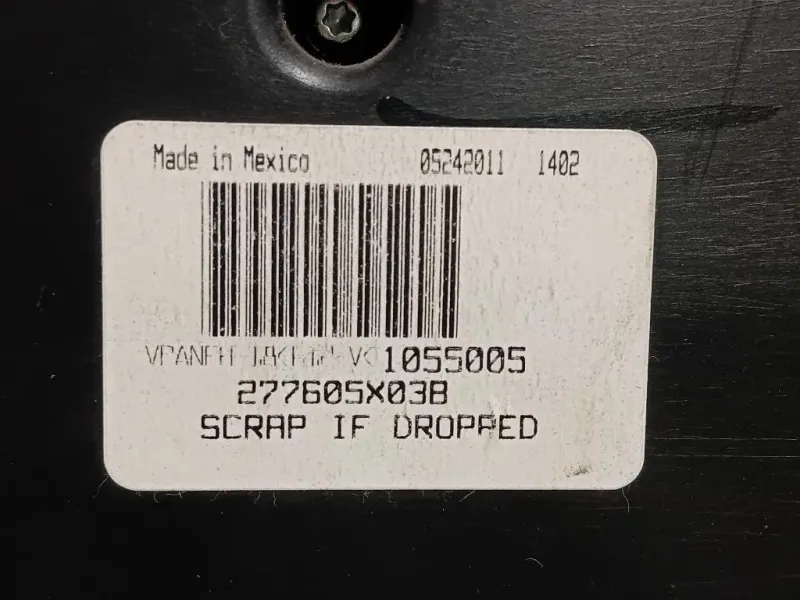 Made in Mexico 05242011 1402
1055005
277605X03B
SCRAP IF DROPPED